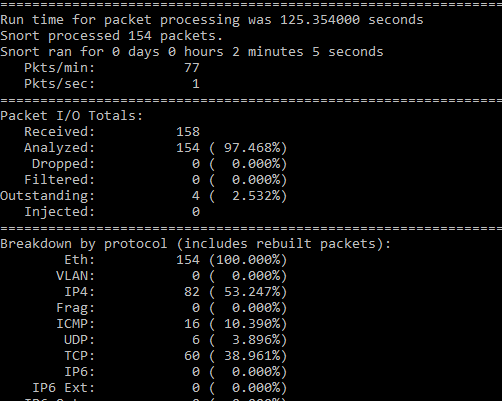 ===============================================================================
Run time for packet processing was 125.354000 seconds
Snort processed 154 packets.
Snort ran for 0 days 0 hours 2 minutes 5 seconds
   Pkts/min:           77
   Pkts/sec:            1
===============================================================================
Packet I/O Totals:
   Received:          158
   Analyzed:          154 ( 97.468%)
    Dropped:            0 (  0.000%)
   Filtered:            0 (  0.000%)
Outstanding:            4 (  2.532%)
   Injected:            0
===============================================================================
Breakdown by protocol (includes rebuilt packets):
        Eth:          154 (100.000%)
       VLAN:            0 (  0.000%)
        IP4:           82 ( 53.247%)
       Frag:            0 (  0.000%)
       ICMP:           16 ( 10.390%)
        UDP:            6 (  3.896%)
        TCP:           60 ( 38.961%)
        IP6:            0 (  0.000%)
    IP6 Ext:            0 (  0.000%)